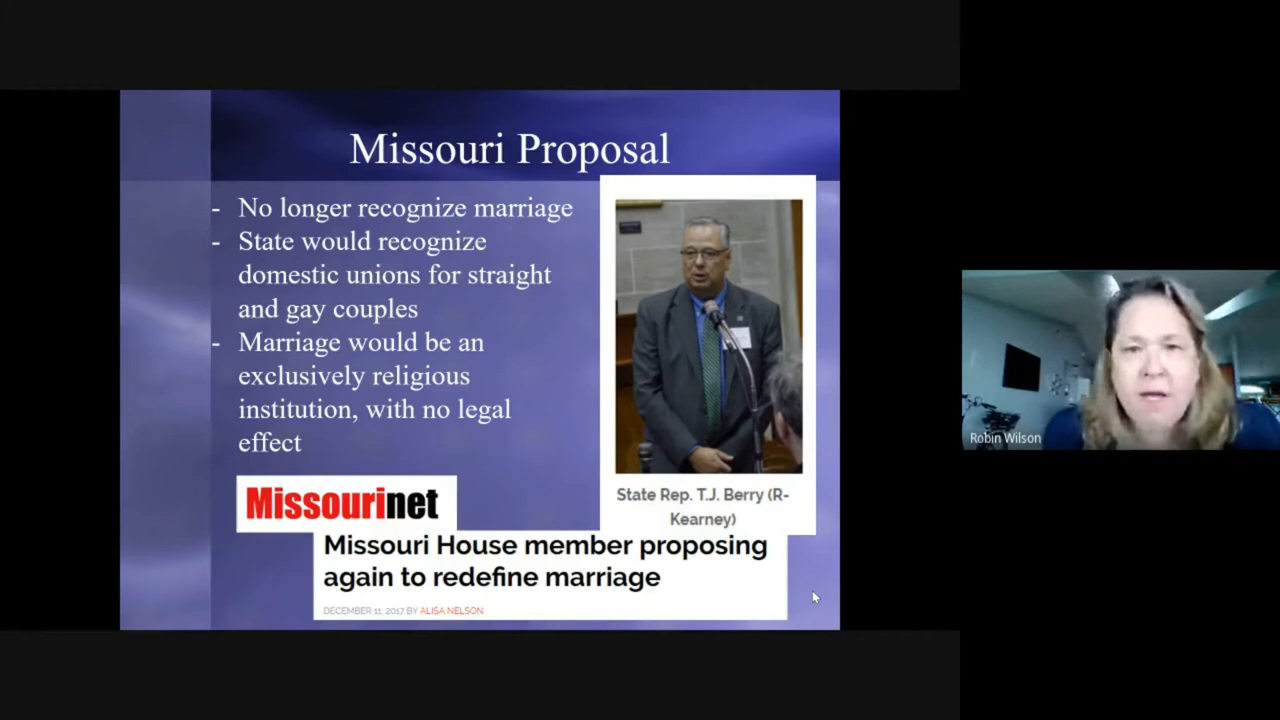 Missouri Proposal
- No longer recognize marriage
- State would recognize
domestic unions for straight
and gay couples
- Marriage would be an
exclusively religious
institution, with no legal
effect
State Rep. T.J. Berry (R-
Kearney)
Missourinet
Missouri House member proposing
again to redefine marriage
DECEMBER 11, 2017 BY ALISA NELSON
Robin Wilson